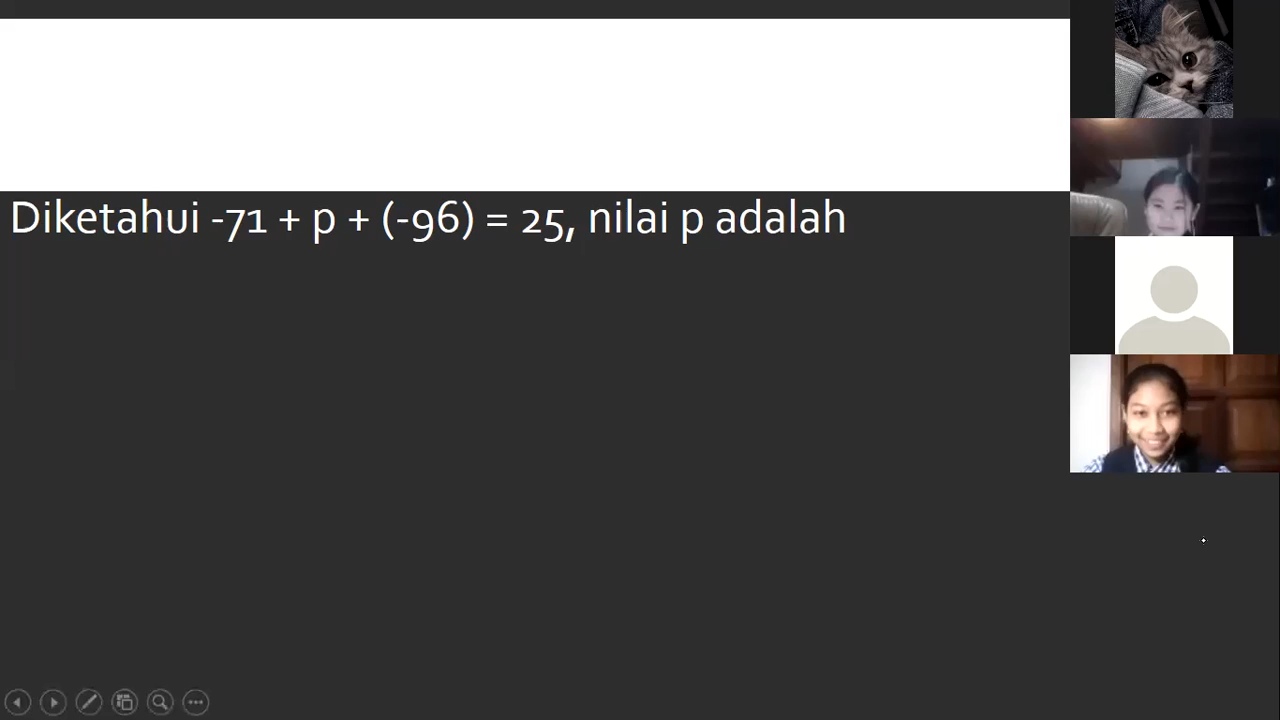 Diketahui -71 + p + (-96) = 25, nilai p adalah